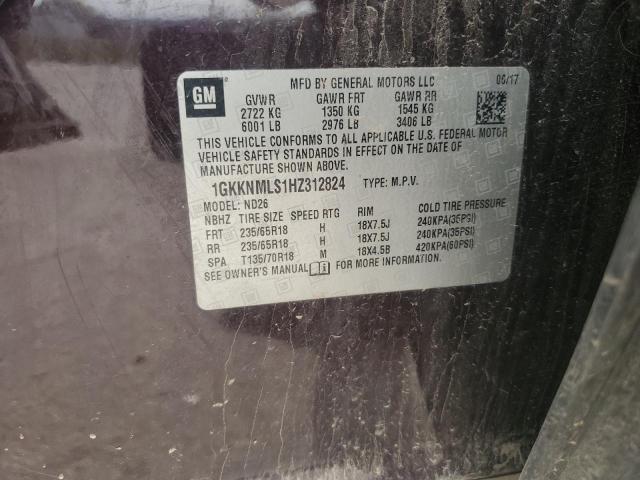 GM
MFD BY GENERAL MOTORS LLC 06/17
GVWR GAWR FRT GAWR RR
2722 KG 1350 KG 1545 KG
6001 LB 2976 LB 3406 LB
THIS VEHICLE CONFORMS TO ALL APPLICABLE U.S. FEDERAL MOTOR
VEHICLE SAFETY STANDARDS IN EFFECT ON THE DATE OF
MANUFACTURE SHOWN ABOVE.
1GKKNMLS1HZ312824 TYPE: M.P.V.
MODEL: ND26
NBHZ TIRE SIZE SPEED RTG RIM COLD TIRE PRESSURE
FRT 235/65R18 H 18X7.5J 240KPA(35PSI)
RR 235/65R18 H 18X7.5J 240KPA(35PSI)
SPA T135/70R18 M 18X4.5B 420KPA(60PSI)
SEE OWNER'S MANUAL FOR MORE INFORMATION.